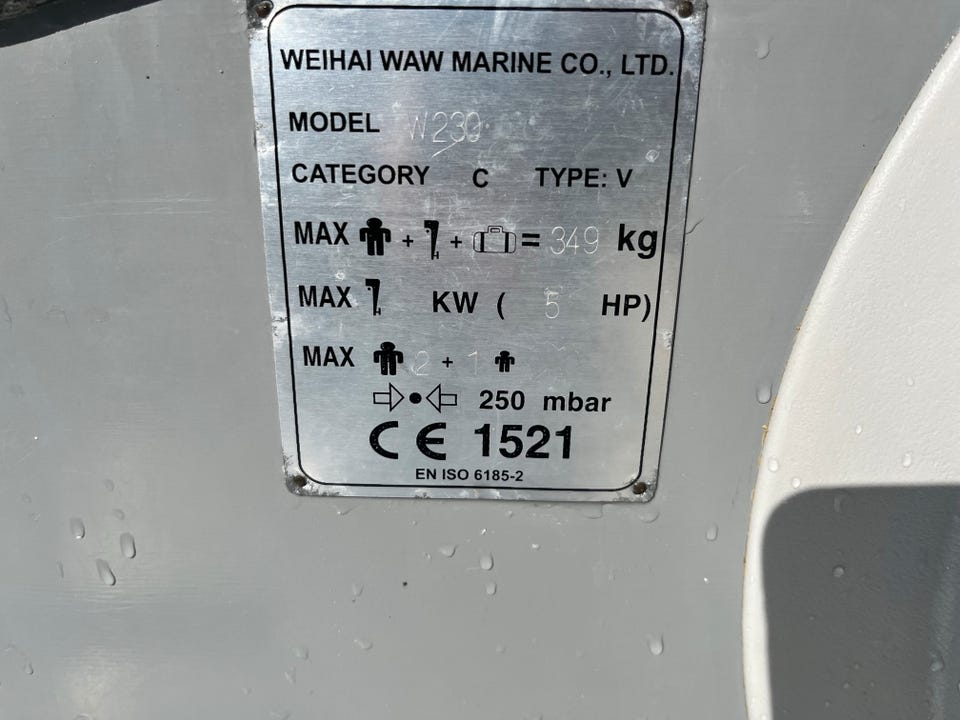 WEIHAI WAW MARINE CO., LTD.
MODEL W230
CATEGORY C TYPE: V
MAX + + = 349 kg
MAX KW ( 5 HP)
MAX 2 + 1
250 mbar
CE 1521
EN ISO 6185-2